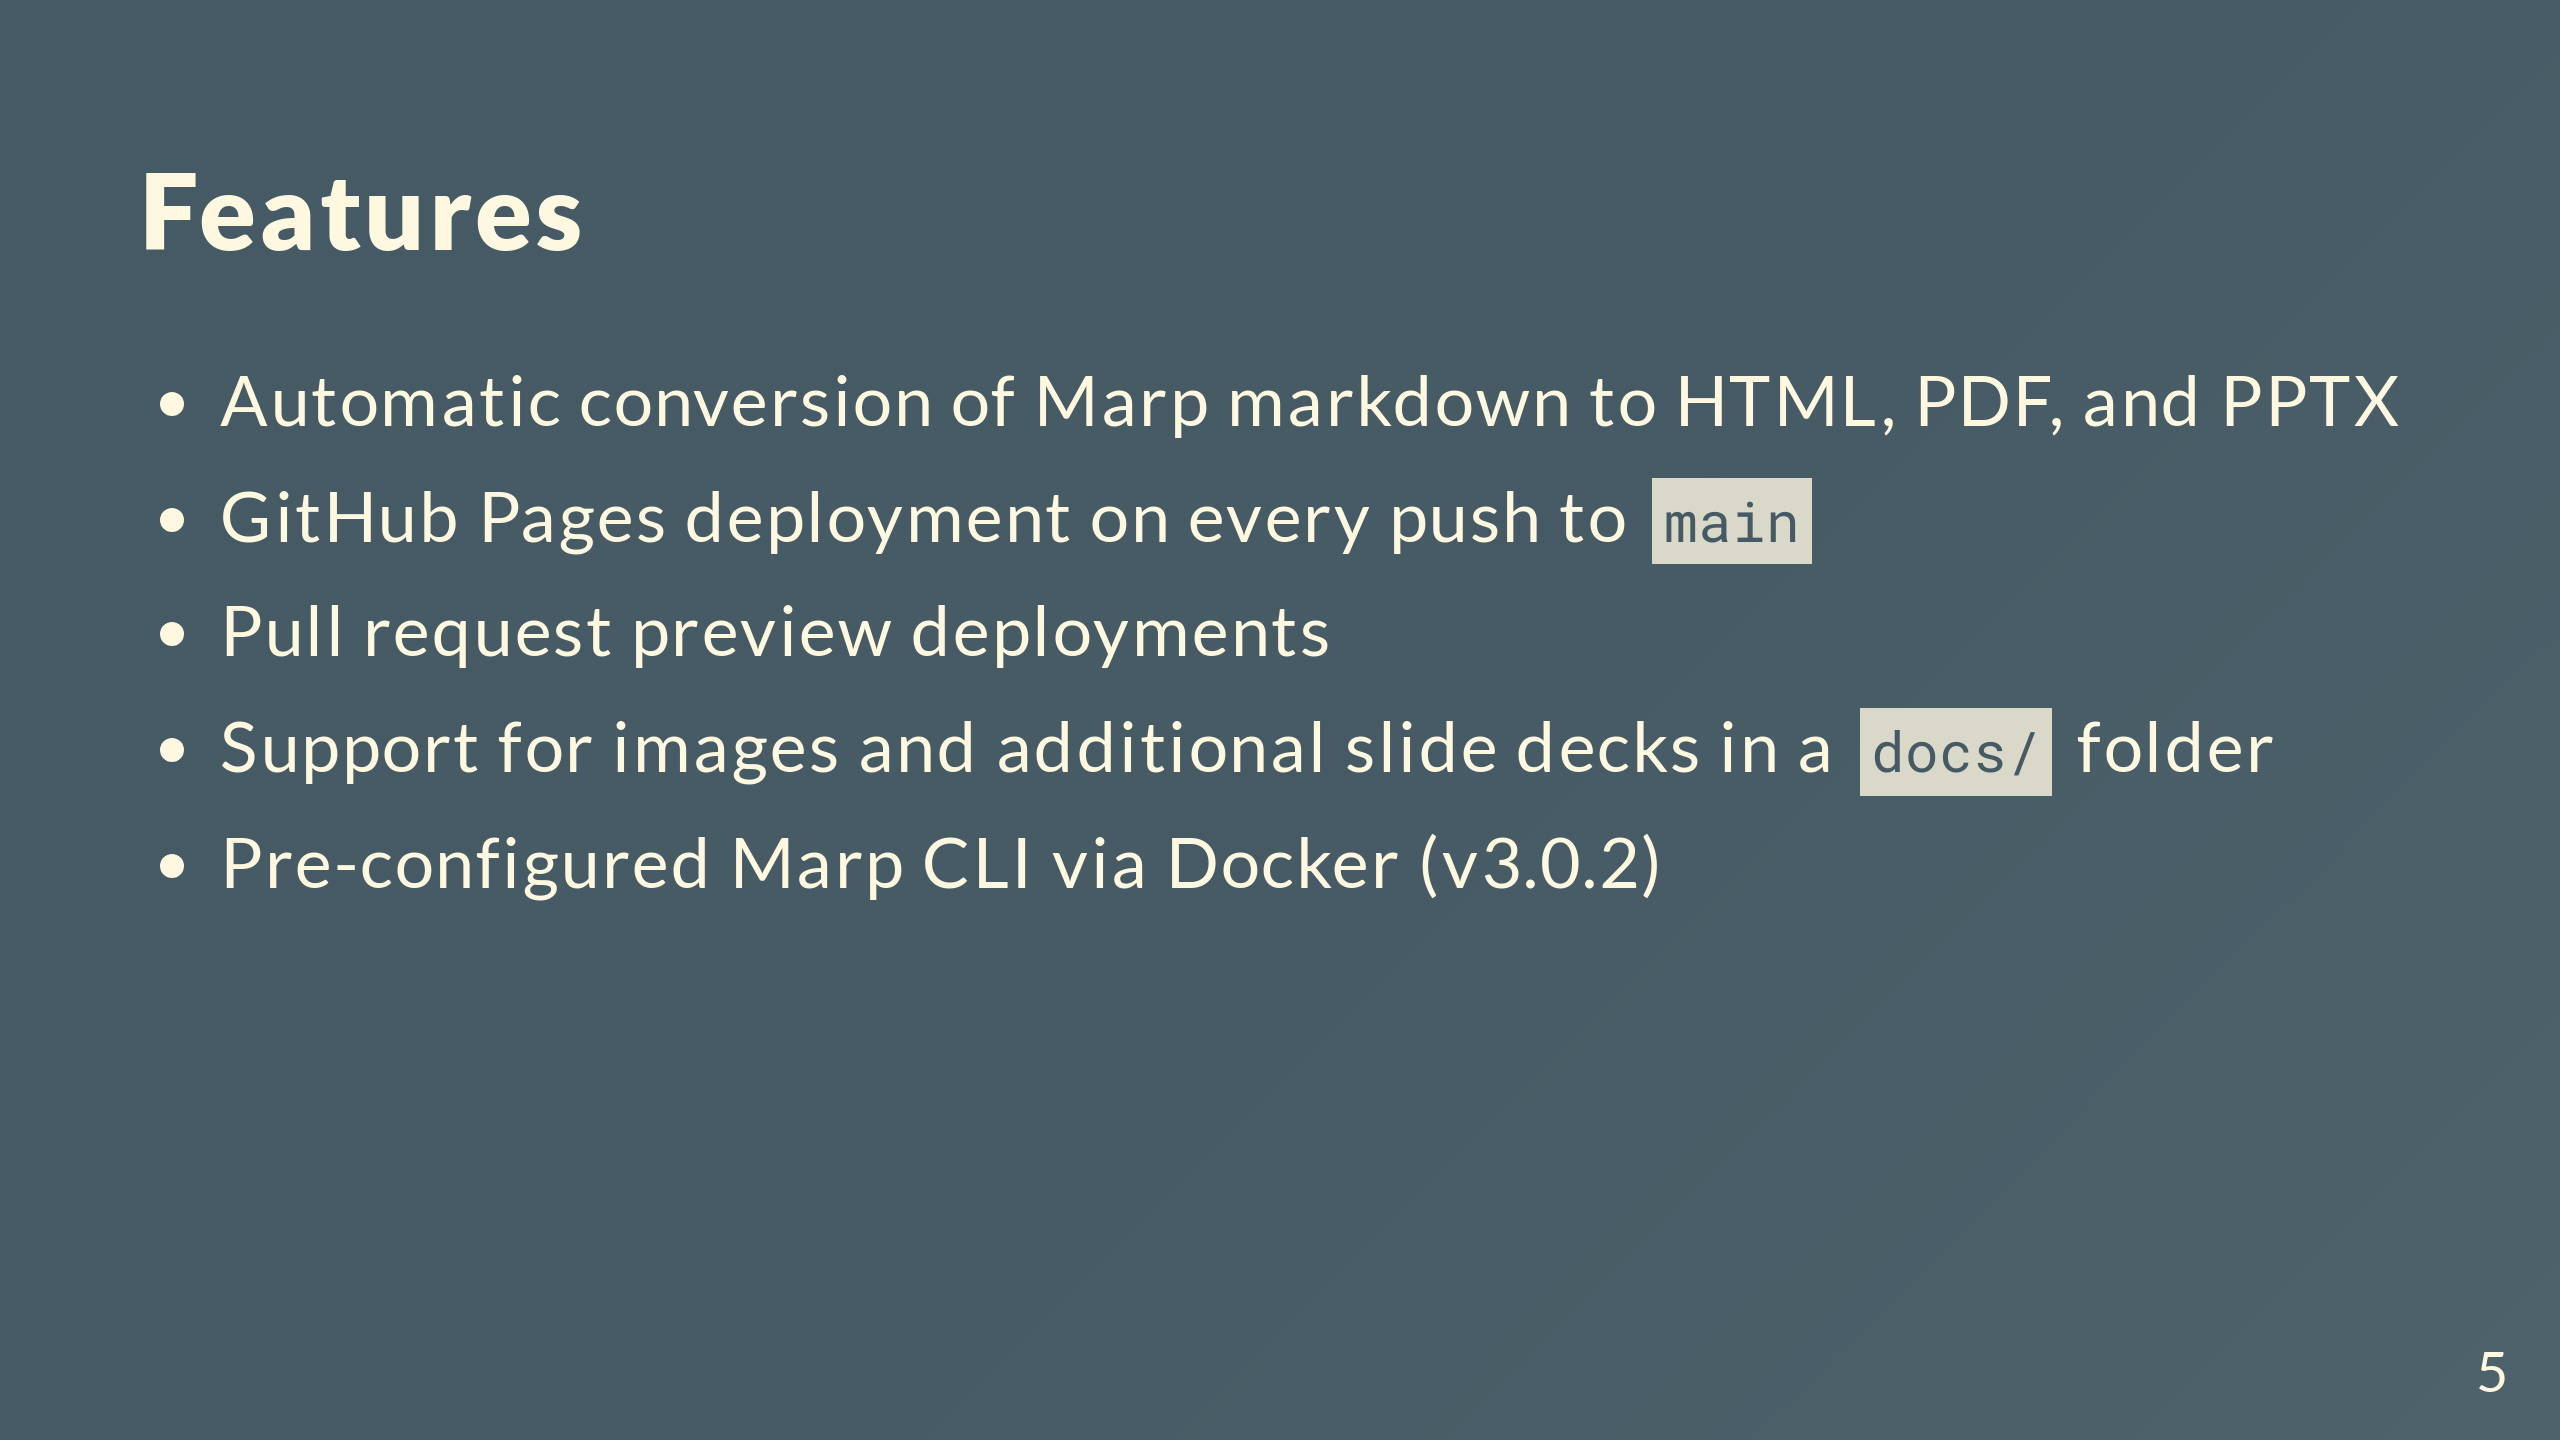 Features
Automatic conversion of Marp markdown to HTML, PDF, and PPTX
GitHub Pages deployment on every push to main
Pull request preview deployments
Support for images and additional slide decks in a docs/ folder
Pre-configured Marp CLI via Docker (v3.0.2)
5